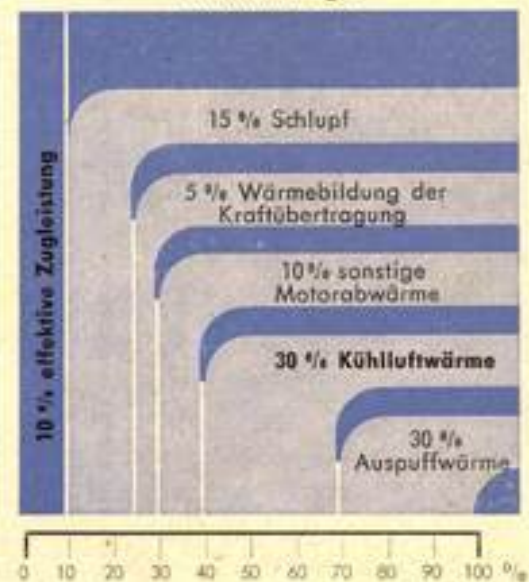 10 % effektive Zugleistung
15 % Schlupf
5 % Wärmebildung der
Kraftübertragung
10 % sonstige
Motorabwärme
30 % Kühlluftwärme
30 %
Auspuffwärme
0 10 20 30 40 50 60 70 80 90 100 %